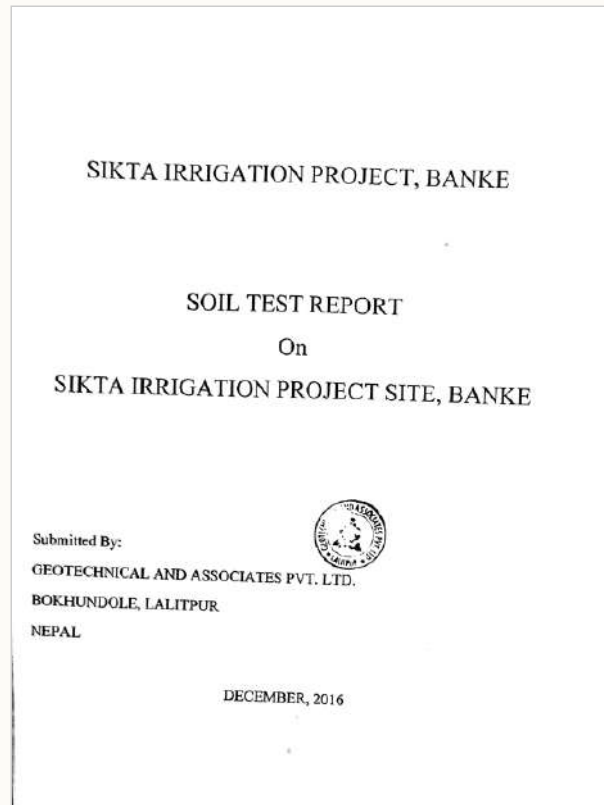 SIKTA IRRIGATION PROJECT, BANKE
SOIL TEST REPORT
On
SIKTA IRRIGATION PROJECT SITE, BANKE
Submitted By:
GEOTECHNICAL AND ASSOCIATES PVT. LTD.
BOKHUNDOLE, LALITPUR
NEPAL
DECEMBER, 2016